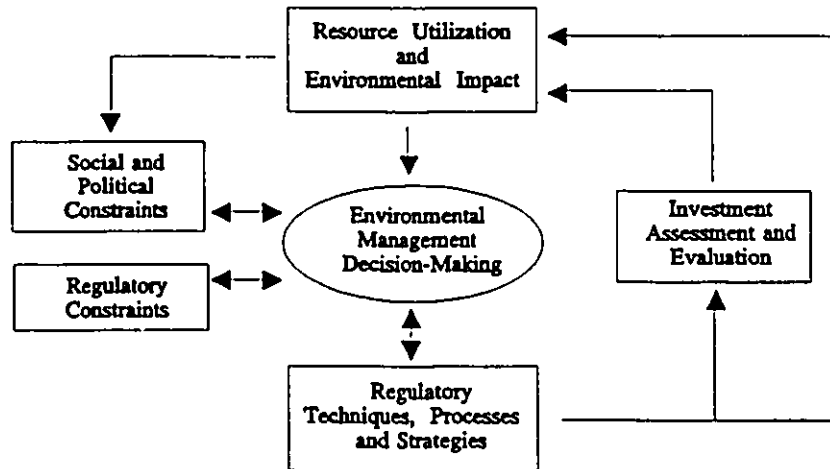 Resource Utilization
and
Environmental Impact
Social and
Political
Constraints
Environmental
Management
Decision-Making
Investment
Assessment and
Evaluation
Regulatory
Constraints
Regulatory
Techniques, Processes
and Strategies